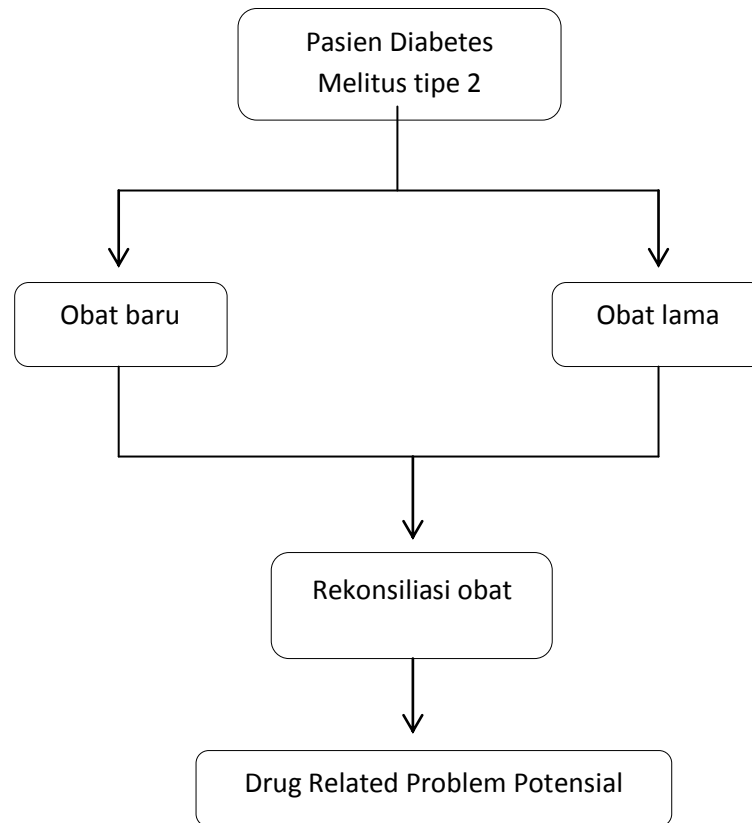 Pasien Diabetes
Melitus tipe 2
Obat baru
Obat lama
Rekonsiliasi obat
Drug Related Problem Potensial